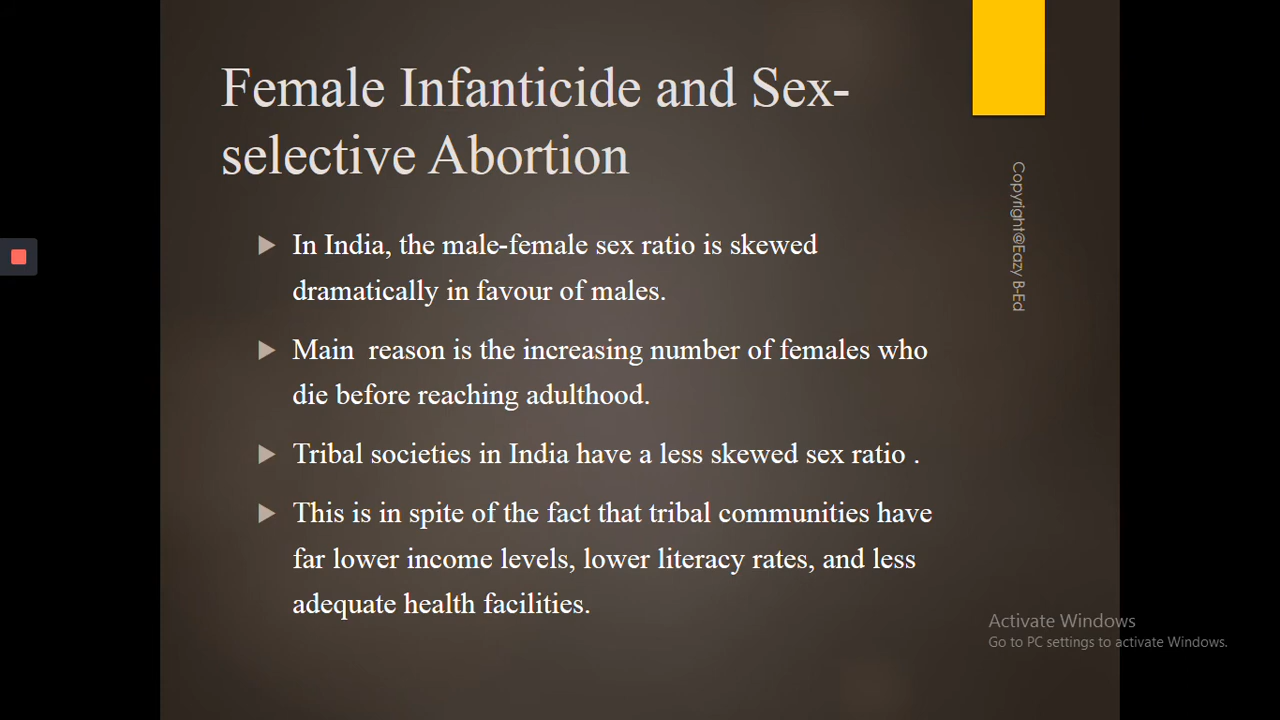 Female Infanticide and Sex-
selective Abortion
In India, the male-female sex ratio is skewed
dramatically in favour of males.
Main reason is the increasing number of females who
die before reaching adulthood.
Tribal societies in India have a less skewed sex ratio .
This is in spite of the fact that tribal communities have
far lower income levels, lower literacy rates, and less
adequate health facilities.
Copyright@Eazy B-Ed
Activate Windows
Go to PC settings to activate Windows.